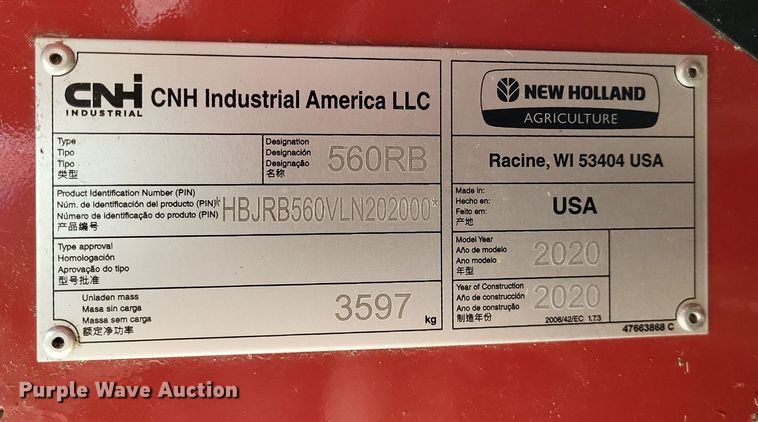 CNH
INDUSTRIAL
CNH Industrial America LLC
Type
Tipo
Tipo
类型
Designation
Designación
Designação
名称
560RB
Product Identification Number (PIN)
Núm. de identificación del producto (PIN)
Número de identificação do produto (PIN)
产品编号
*HBJRB560VLN202000*
Type approval
Homologación
Aprovação do tipo
型号批准
Unladen mass
Masa sin carga
Massa sem carga
额定净功率
3597
kg
NEW HOLLAND
AGRICULTURE
Racine, WI 53404 USA
Made in:
Hecho en:
Feito em:
产地
USA
Model Year
Año de modelo
Ano modelo
年型
2020
Year of Construction
Año de construcción
Ano de construção
制造年份
2020
2006/42/EC 1.7.3
47663868 C
Purple Wave Auction